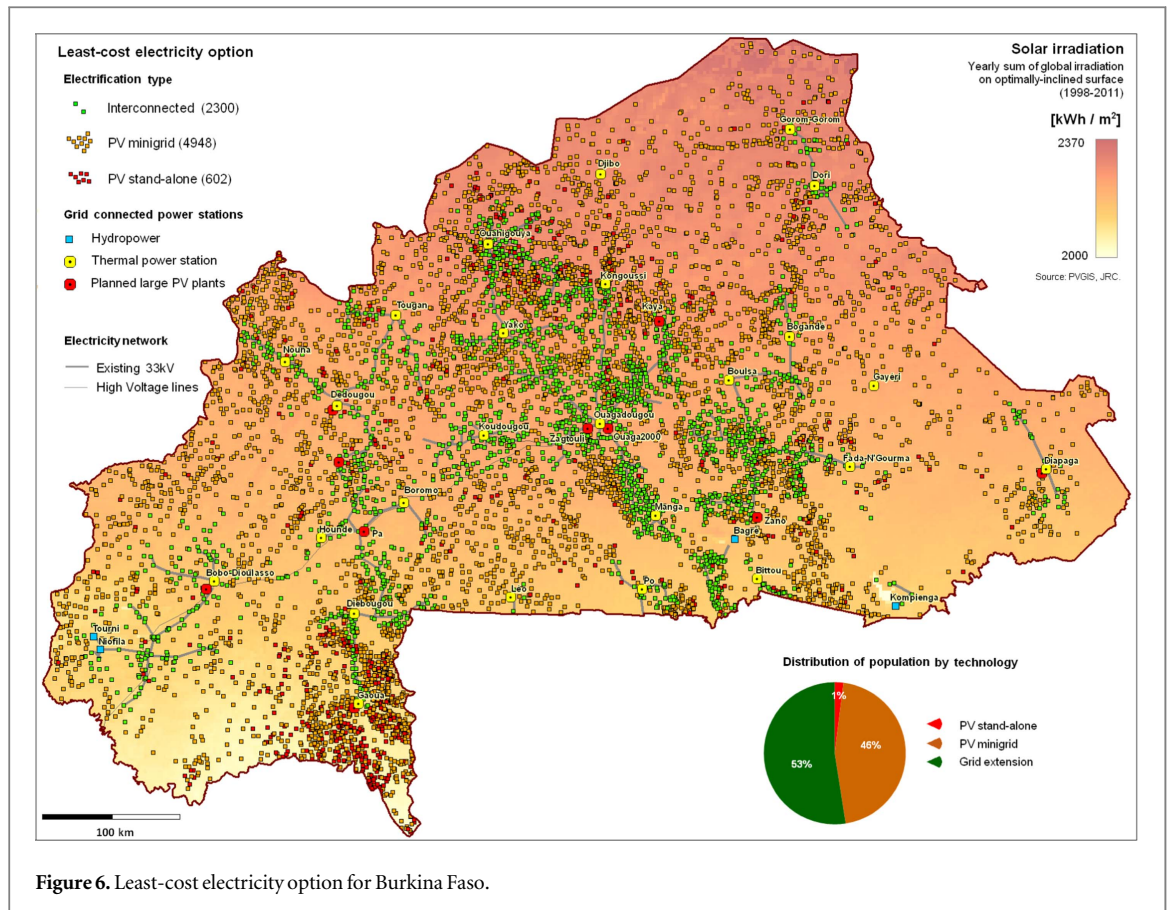 Least-cost electricity option
Electrification type
Interconnected (2300)
PV minigrid (4948)
PV stand-alone (602)
Grid connected power stations
Hydropower
Thermal power station
Planned large PV plants
Electricity network
Existing 33kV
High Voltage lines
Solar irradiation
Yearly sum of global irradiation
on optimally-inclined surface
(1998-2011)
[kWh / m²]
2370
2000
Source: PVGIS, JRC.
Gorom-Gorom
Djibo
Dori
Ouahigouya
Kongoussi
Tougan
Kaya
Yako
Bogande
Nouna
Boulsa
Gayeri
Dedougou
Ouagadougou
Koudougou
Zagtouli
Ouaga2000
Fada-N'Gourma
Diapaga
Boromo
Manga
Zano
Hounde
Pa
Bagre
Bobo-Dioulasso
Bittou
Po
Leo
Kompienga
Diebougou
Tourni
Niofila
Gaoua
Distribution of population by technology
1%
46%
53%
PV stand-alone
PV minigrid
Grid extension
100 km
Figure 6. Least-cost electricity option for Burkina Faso.